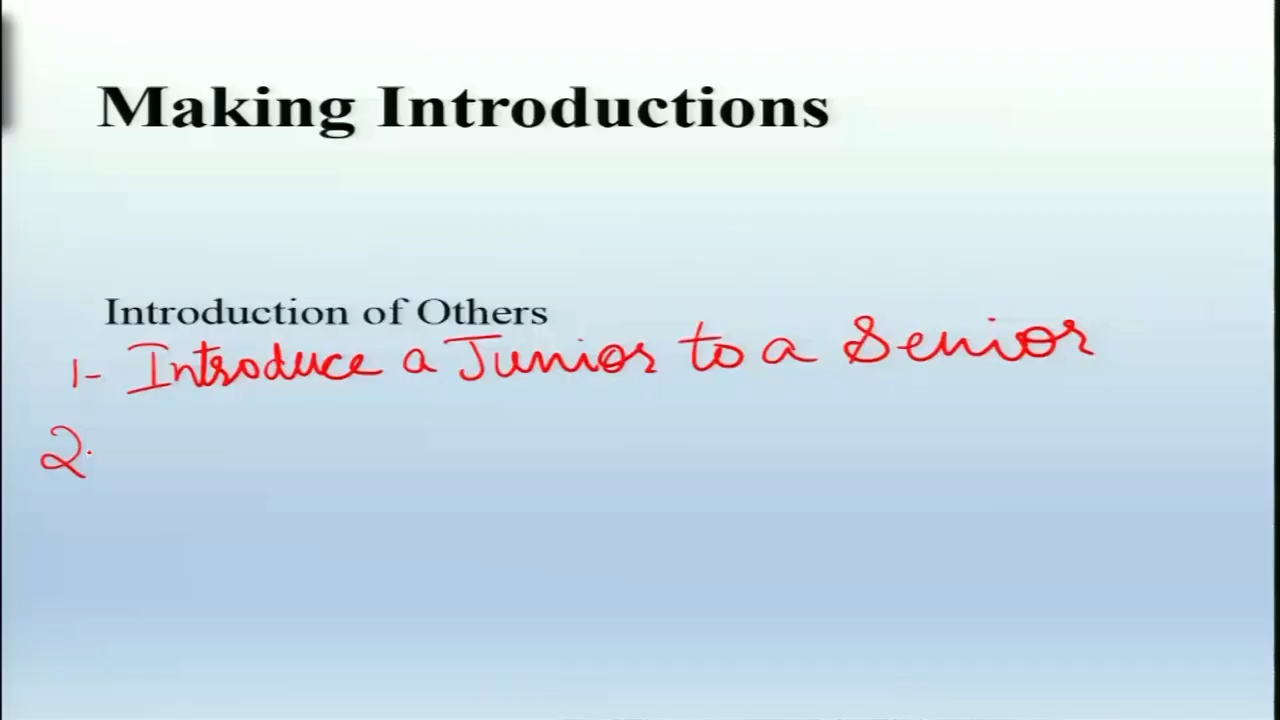 Making Introductions
Introduction of Others
1- Introduce a Junior to a Senior
2.